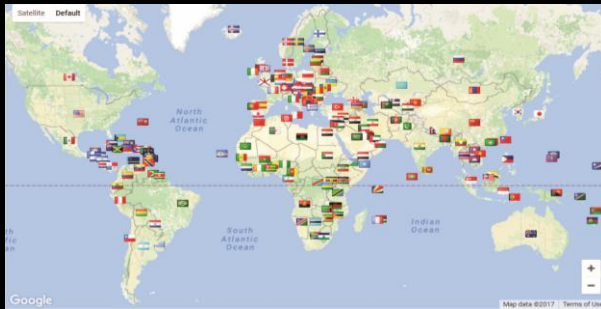 Satellite Default
North
Atlantic
Ocean
South
Atlantic
Ocean
Indian
Ocean
+
−
Google
Map data ©2017 Terms of Use